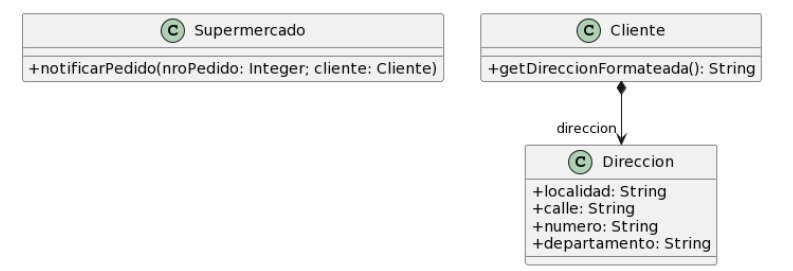 C Supermercado
+notificarPedido(nroPedido: Integer; cliente: Cliente)
C Cliente
+getDireccionFormateada(): String
direccion
C Direccion
+localidad: String
+calle: String
+numero: String
+departamento: String